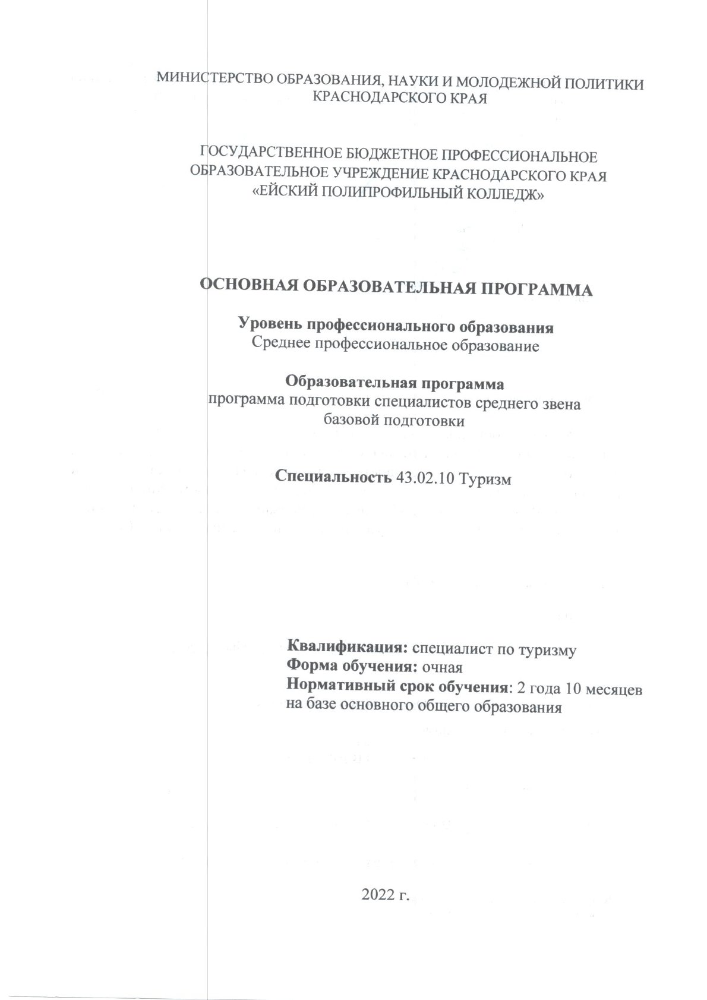 МИНИСТЕРСТВО ОБРАЗОВАНИЯ, НАУКИ И МОЛОДЕЖНОЙ ПОЛИТИКИ
КРАСНОДАРСКОГО КРАЯ
ГОСУДАРСТВЕННОЕ БЮДЖЕТНОЕ ПРОФЕССИОНАЛЬНОЕ
ОБРАЗОВАТЕЛЬНОЕ УЧРЕЖДЕНИЕ КРАСНОДАРСКОГО КРАЯ
«ЕЙСКИЙ ПОЛИПРОФИЛЬНЫЙ КОЛЛЕДЖ»
ОСНОВНАЯ ОБРАЗОВАТЕЛЬНАЯ ПРОГРАММА
Уровень профессионального образования
Среднее профессиональное образование
Образовательная программа
программа подготовки специалистов среднего звена
базовой подготовки
Специальность 43.02.10 Туризм
Квалификация: специалист по туризму
Форма обучения: очная
Нормативный срок обучения: 2 года 10 месяцев
на базе основного общего образования
2022 г.